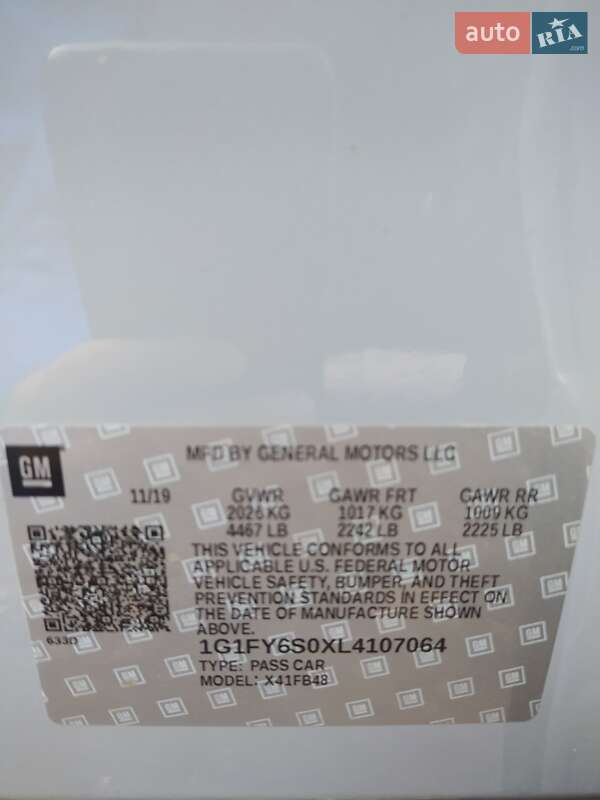 auto RIA .com
MFD BY GENERAL MOTORS LLC
GM
11/19 GVWR GAWR FRT GAWR RR
2026 KG 1017 KG 1009 KG
4467 LB 2242 LB 2225 LB
THIS VEHICLE CONFORMS TO ALL
APPLICABLE U.S. FEDERAL MOTOR
VEHICLE SAFETY, BUMPER, AND THEFT
PREVENTION STANDARDS IN EFFECT ON
THE DATE OF MANUFACTURE SHOWN
ABOVE.
633D
1G1FY6S0XL4107064
TYPE: PASS CAR
MODEL: X41FB48